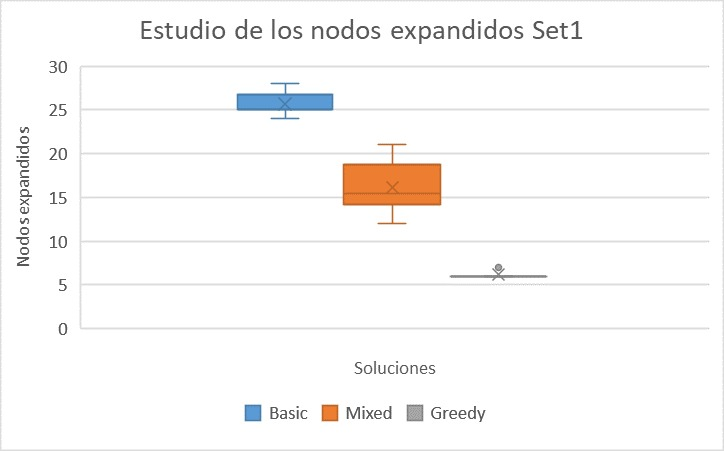 Estudio de los nodos expandidos Set1
Nodos expandidos
30
25
20
15
10
5
0
Soluciones
Basic Mixed Greedy